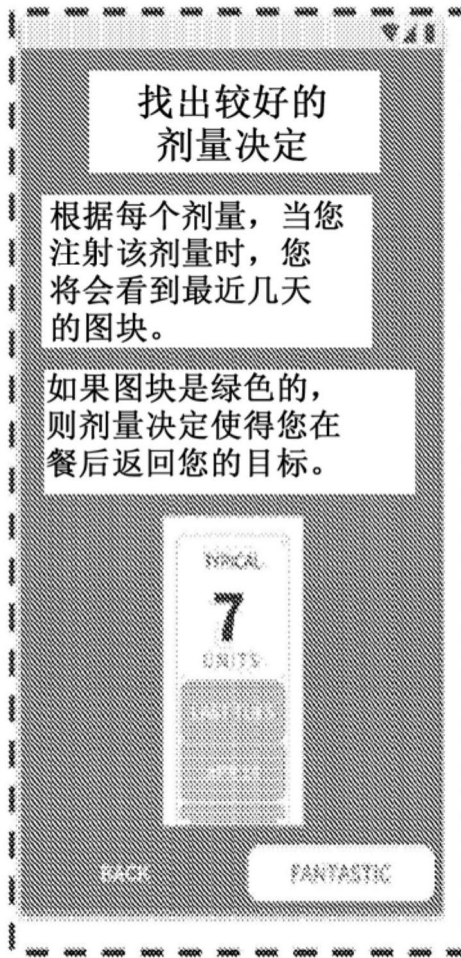 找出较好的
剂量决定
根据每个剂量，当您
注射该剂量时，您
将会看到最近几天
的图块。
如果图块是绿色的，
则剂量决定使得您在
餐后返回您的目标。
TYPICAL
7
UNITS
BACK
FANTASTIC